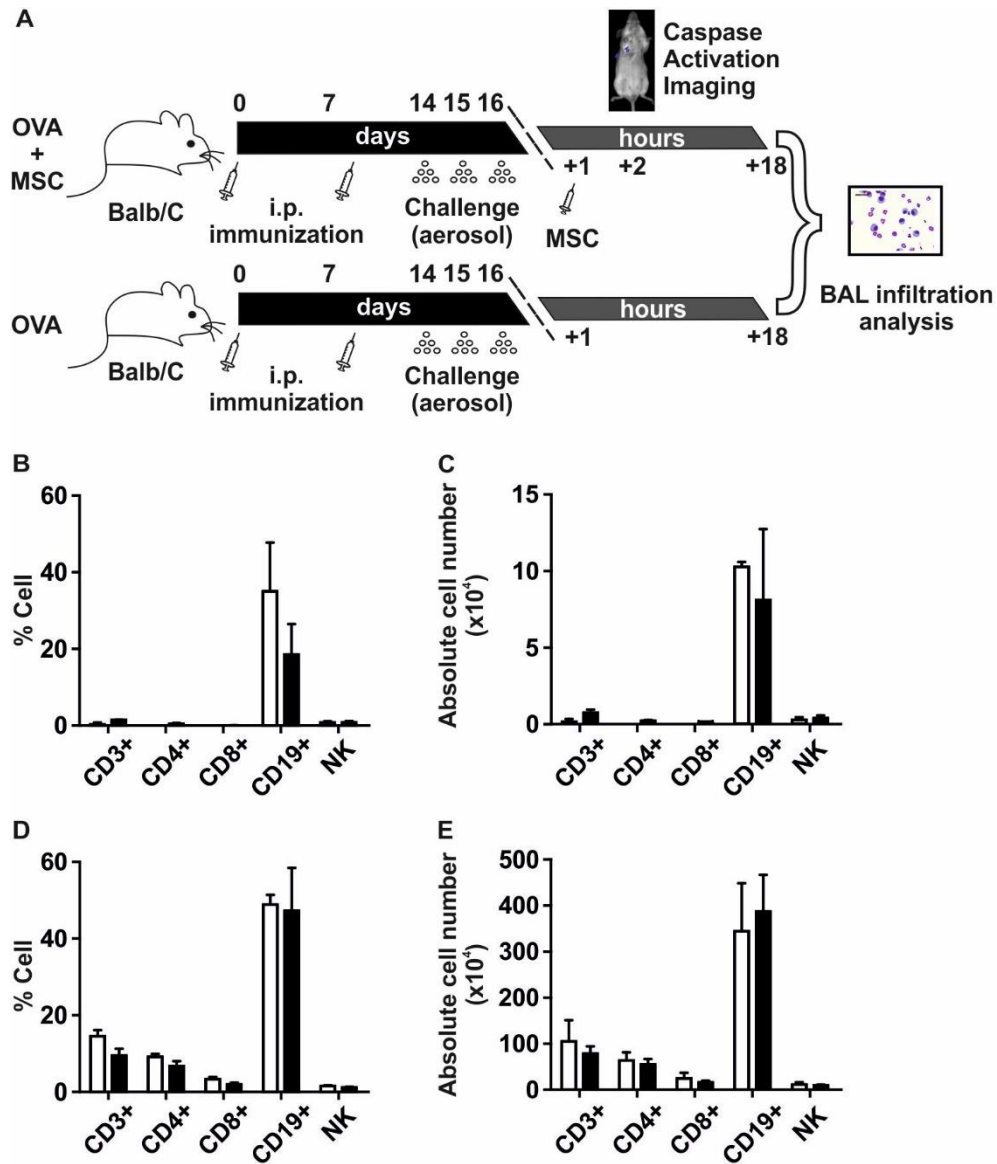 A
Caspase
Activation
Imaging
0 7 14 15 16
OVA
+
MSC
days
hours
+1 +2 +18
Balb/C
i.p.
immunization
Challenge
(aerosol)
MSC
0 7 14 15 16
OVA
days
hours
+1 +18
Balb/C
i.p.
immunization
Challenge
(aerosol)
BAL infiltration
analysis
B
% Cell
60
40
20
0
CD3+ CD4+ CD8+ CD19+ NK
C
Absolute cell number
(x10⁴)
15
10
5
0
CD3+ CD4+ CD8+ CD19+ NK
D
% Cell
60
40
20
0
CD3+ CD4+ CD8+ CD19+ NK
E
Absolute cell number
(x10⁴)
500
400
300
200
100
0
CD3+ CD4+ CD8+ CD19+ NK